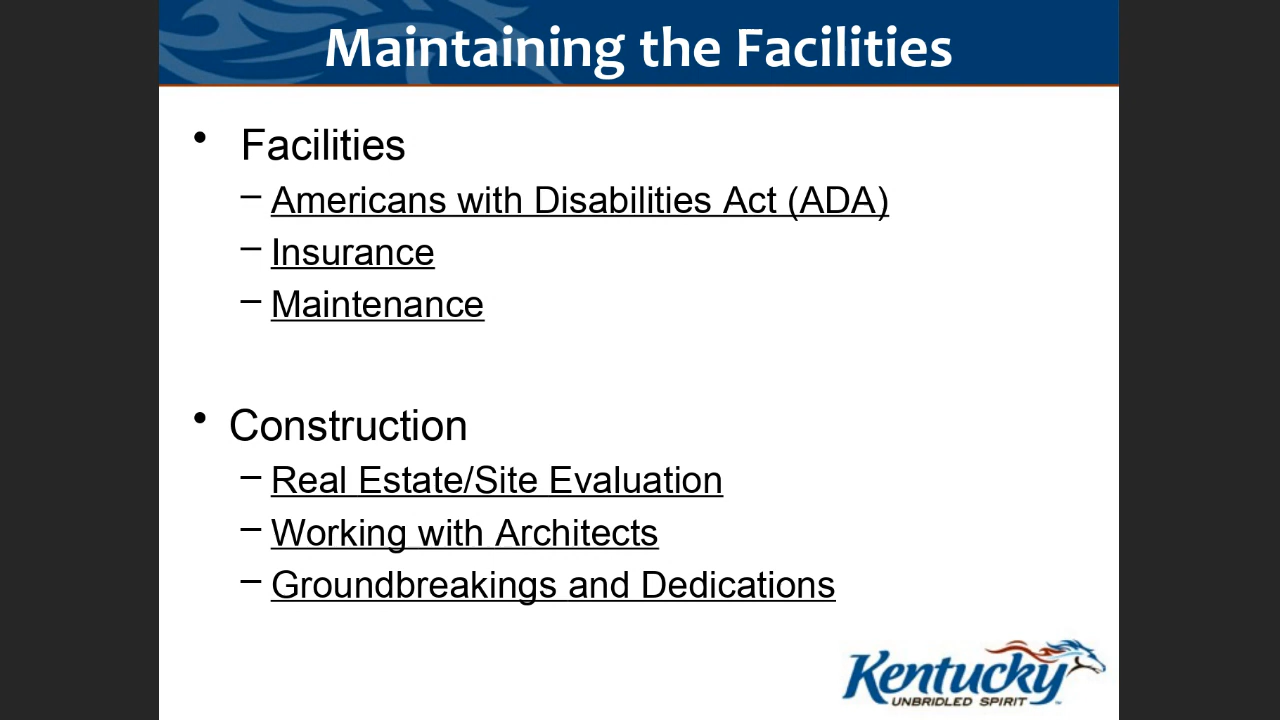 Maintaining the Facilities
• Facilities
– Americans with Disabilities Act (ADA)
– Insurance
– Maintenance
• Construction
– Real Estate/Site Evaluation
– Working with Architects
– Groundbreakings and Dedications
Kentucky
UNBRIDLED SPIRIT™